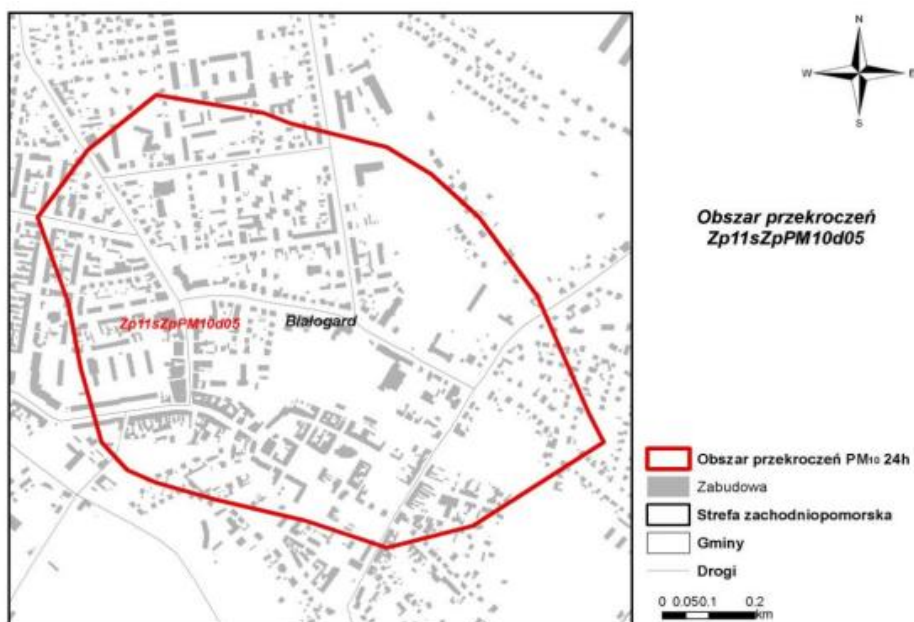 N
W
E
S
Obszar przekroczeń
Zp11sZpPM10d05
Zp11sZpPM10d05
Białogard
Obszar przekroczeń PM10 24h
Zabudowa
Strefa zachodniopomorska
Gminy
Drogi
0 0.050.1 0.2
km